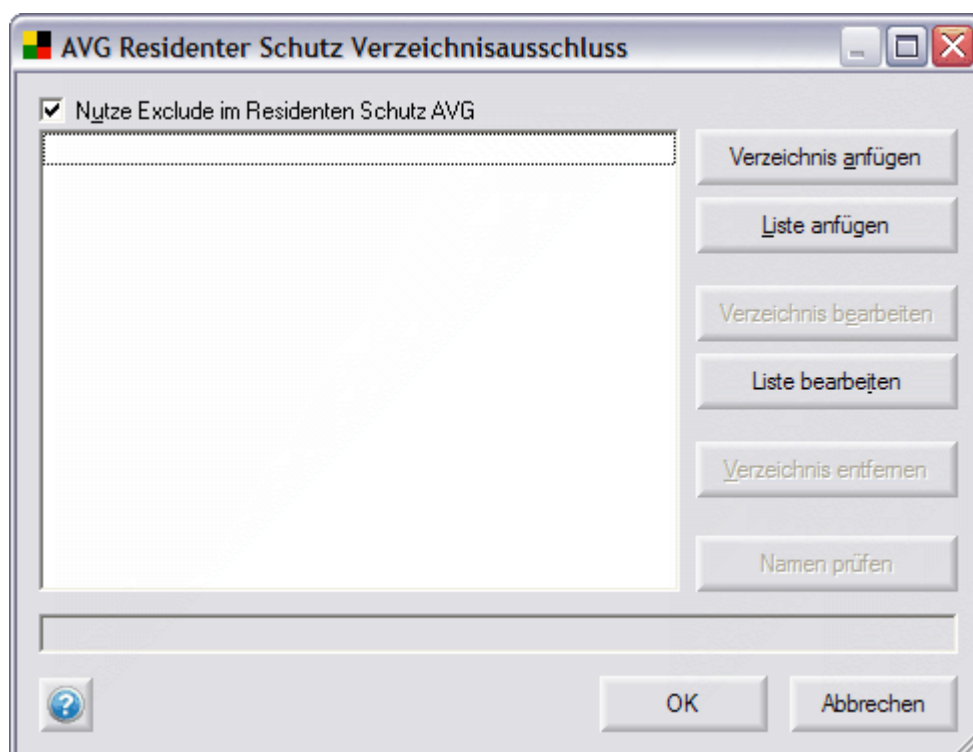 AVG Residenter Schutz Verzeichnisausschluss
Nutze Exclude im Residenten Schutz AVG
Verzeichnis anfügen
Liste anfügen
Verzeichnis bearbeiten
Liste bearbeiten
Verzeichnis entfernen
Namen prüfen
OK
Abbrechen